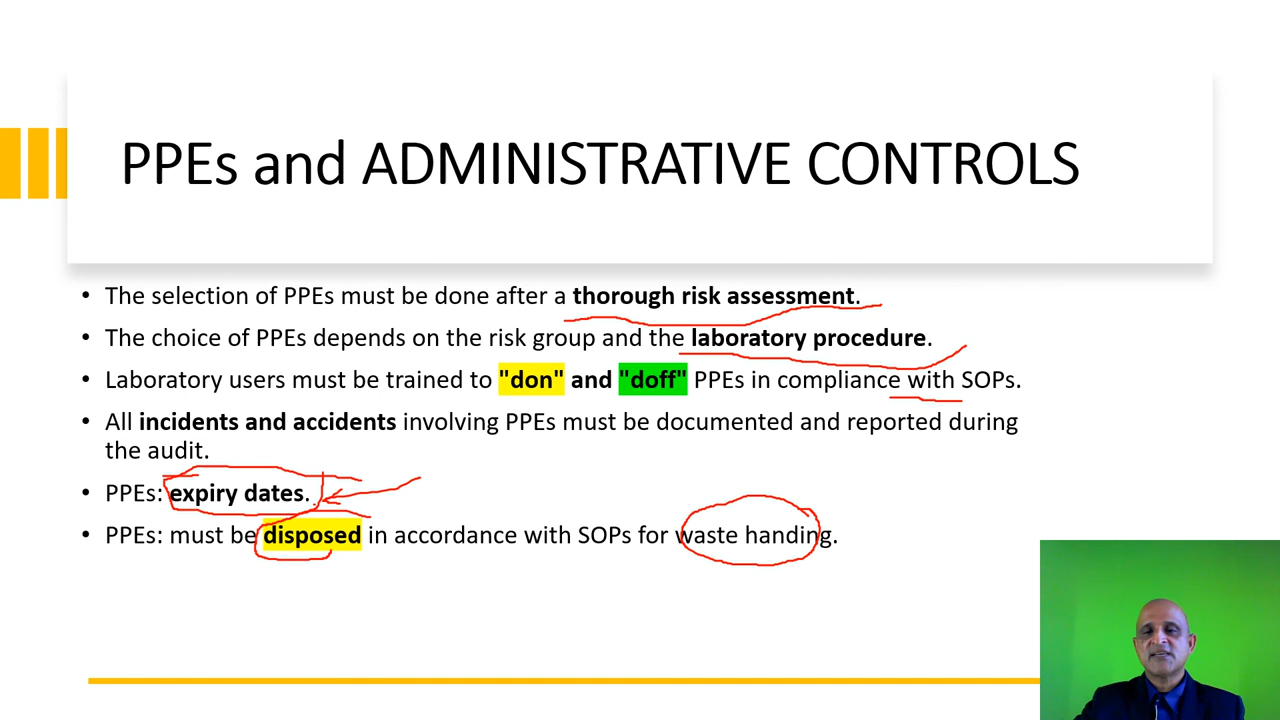 PPEs and ADMINISTRATIVE CONTROLS
• The selection of PPEs must be done after a thorough risk assessment.
• The choice of PPEs depends on the risk group and the laboratory procedure.
• Laboratory users must be trained to "don" and "doff" PPEs in compliance with SOPs.
• All incidents and accidents involving PPEs must be documented and reported during
the audit.
• PPEs: expiry dates.
• PPEs: must be disposed in accordance with SOPs for waste handing.